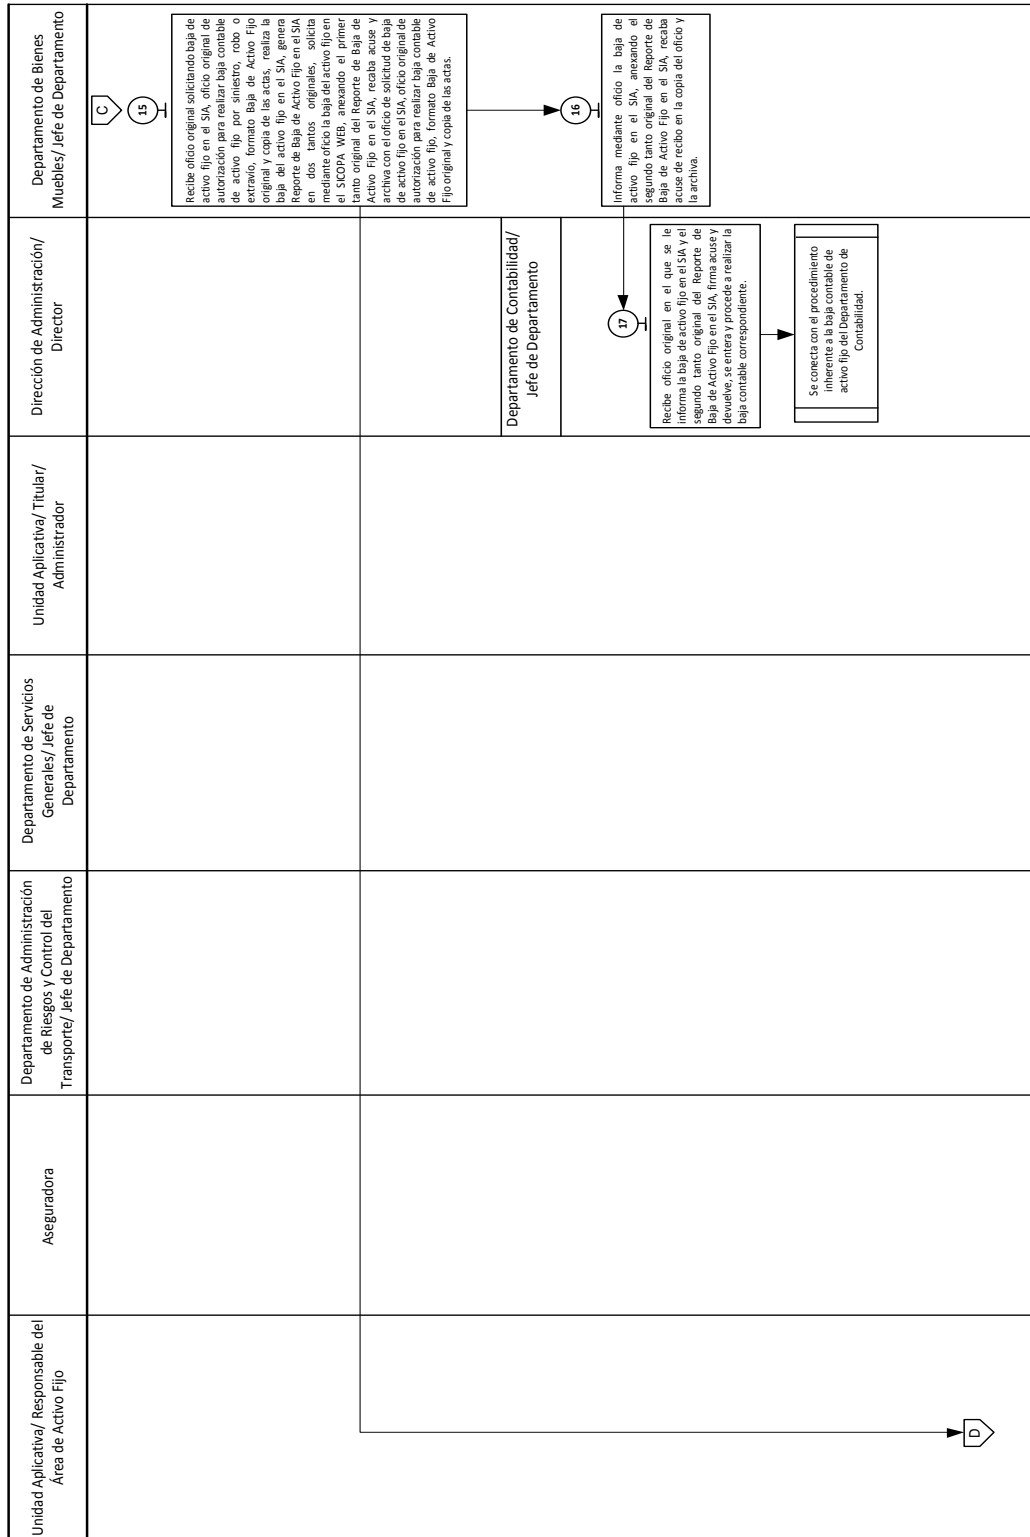 Unidad Aplicativa/ Responsable del
Área de Activo Fijo
Aseguradora
Departamento de Administración
de Riesgos y Control del
Transporte/ Jefe de Departamento
Departamento de Servicios
Generales/ Jefe de
Departamento
Unidad Aplicativa/ Titular/
Administrador
Dirección de Administración/
Director
Departamento de Bienes
Muebles/ Jefe de Departamento
C
15
Recibe oficio original solicitando baja de
activo fijo en el SIA, oficio original de
autorización para realizar baja contable
de activo fijo por siniestro, robo o
extravío, formato Baja de Activo Fijo
original y copia de las actas, realiza la
baja del activo fijo en el SIA, genera
Reporte de Baja de Activo Fijo en el SIA
en dos tantos originales, solicita
mediante oficio la baja del activo fijo en
el SICOPA WEB, anexando el primer
tanto original del Reporte de Baja de
Activo Fijo en el SIA, recaba acuse y
archiva con el oficio de solicitud de baja
de activo fijo en el SIA, oficio original de
autorización para realizar baja contable
de activo fijo, formato Baja de Activo
Fijo original y copia de las actas.
Departamento de Contabilidad/
Jefe de Departamento
16
Informa mediante oficio la baja de
activo fijo en el SIA, anexando el
segundo tanto original del Reporte de
Baja de Activo Fijo en el SIA, recaba
acuse de recibo en la copia del oficio y
la archiva.
17
Recibe oficio original en el que se le
informa la baja de activo fijo en el SIA y el
segundo tanto original del Reporte de
Baja de Activo Fijo en el SIA, firma acuse y
devuelve, se entera y procede a realizar la
baja contable correspondiente.
Se conecta con el procedimiento
inherente a la baja contable de
activo fijo del Departamento de
Contabilidad.
D